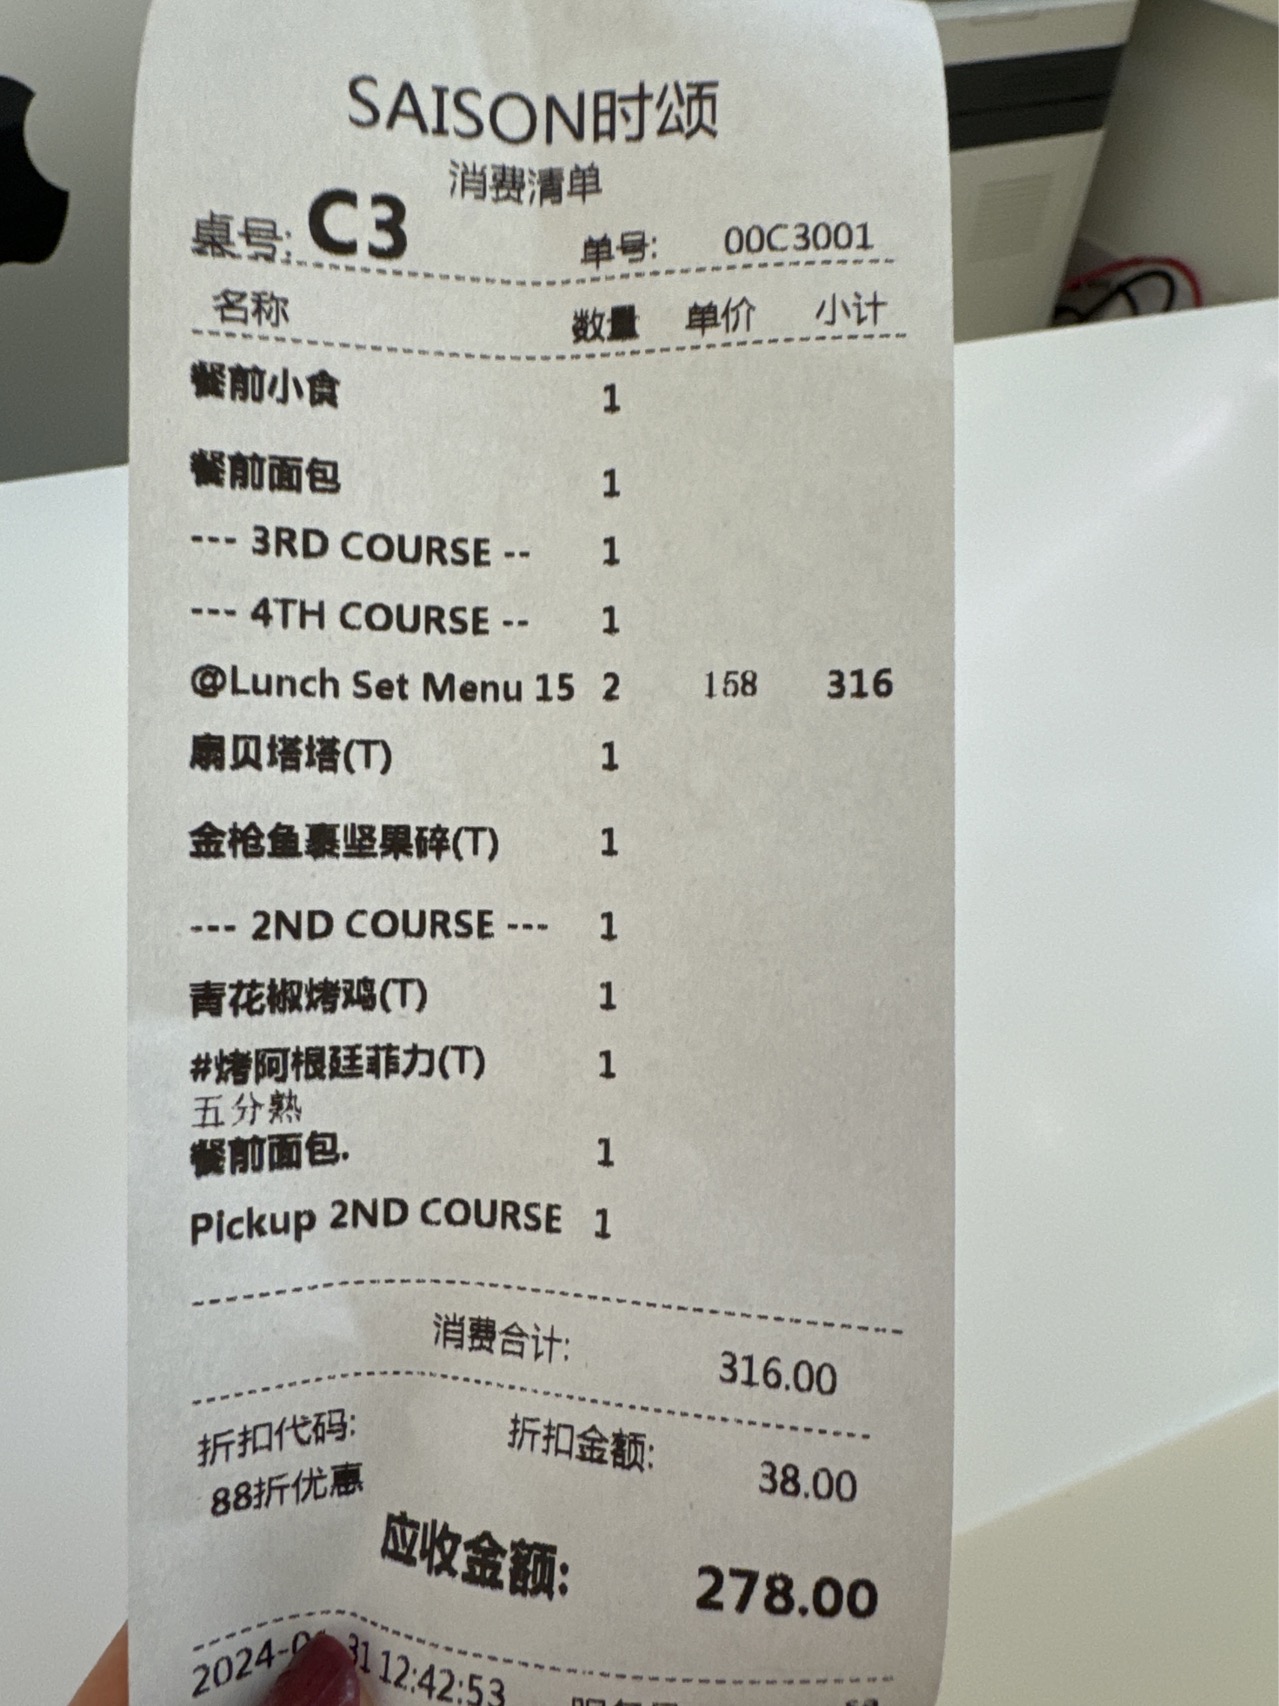 SAISON时颂
消费清单
桌号: C3 单号: 00C3001
名称 数量 单价 小计
餐前小食 1
餐前面包 1
--- 3RD COURSE -- 1
--- 4TH COURSE -- 1
@Lunch Set Menu 15 2 158 316
扇贝塔塔(T) 1
金枪鱼裹坚果碎(T) 1
--- 2ND COURSE --- 1
青花椒烤鸡(T) 1
#烤阿根廷菲力(T) 1
五分熟
餐前面包. 1
Pickup 2ND COURSE 1
消费合计: 316.00
折扣代码: 折扣金额: 38.00
88折优惠
应收金额: 278.00
12:42:53